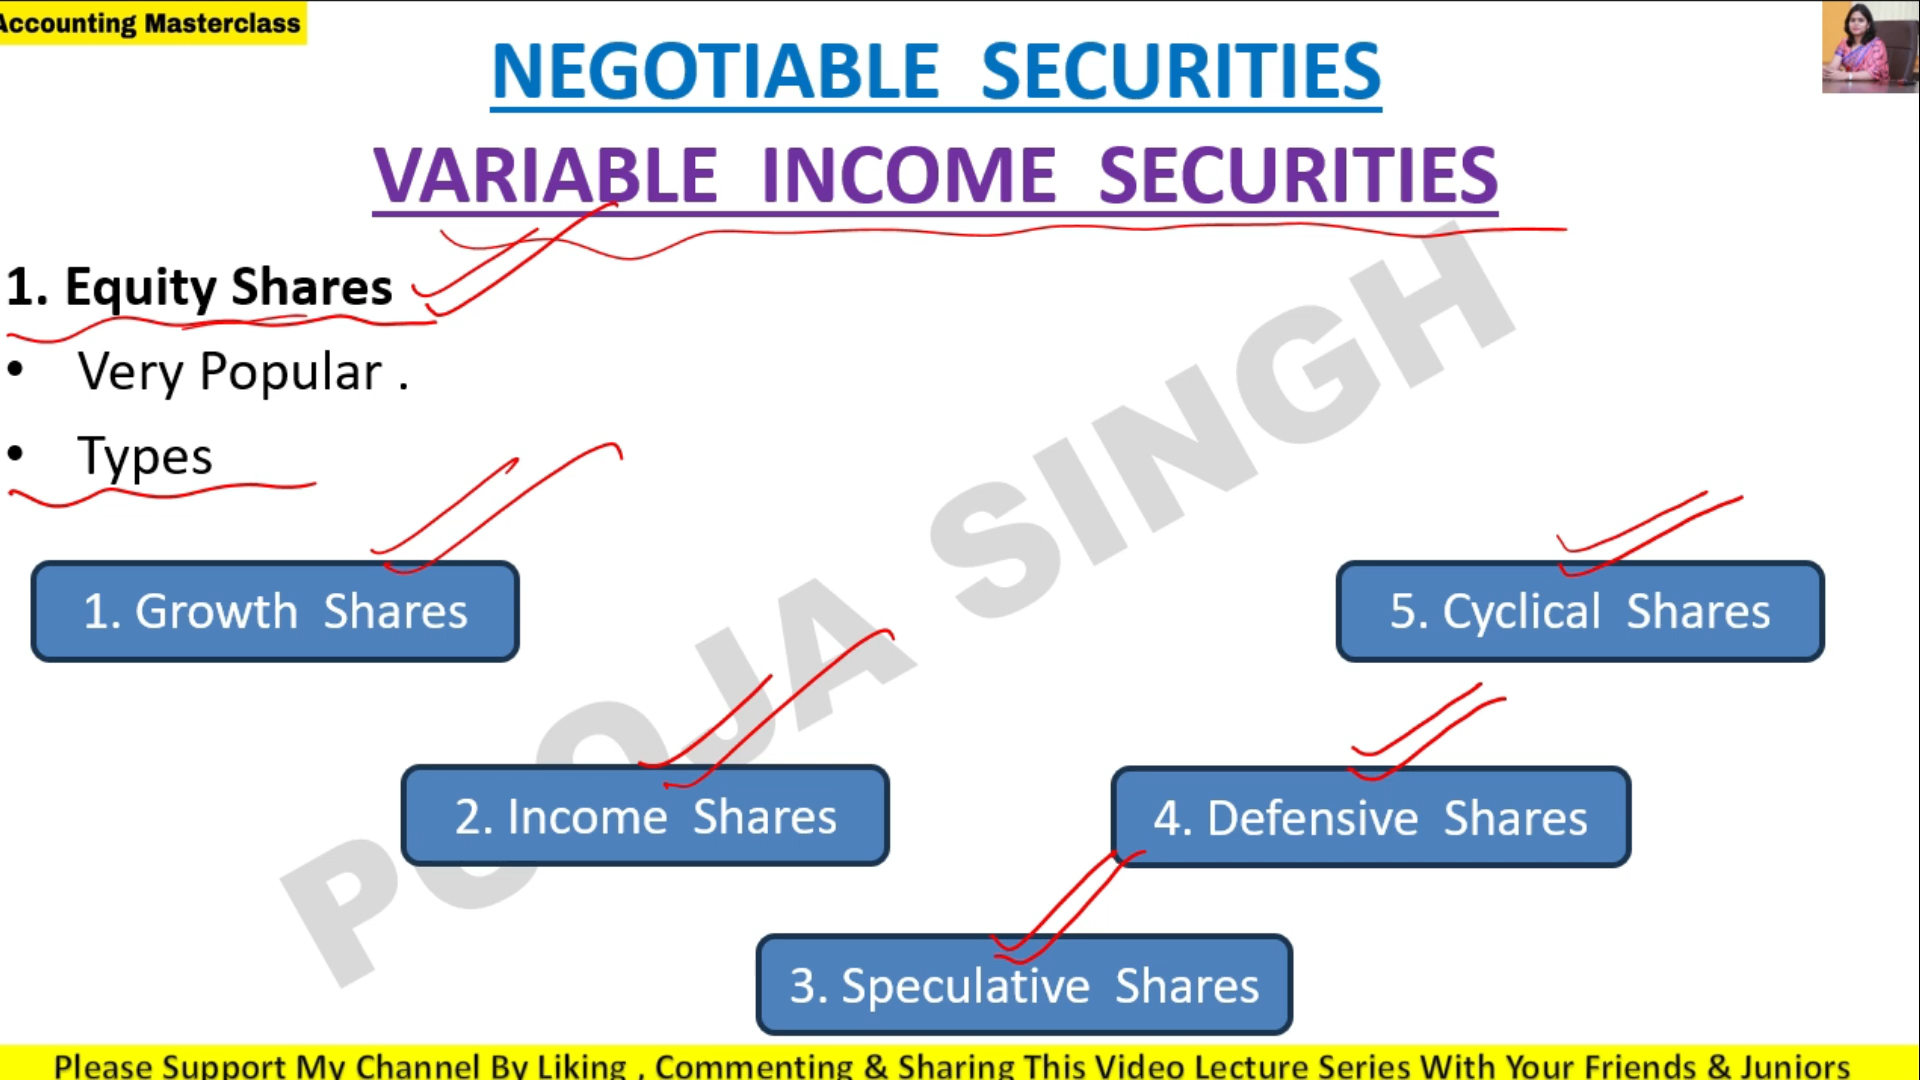 Accounting Masterclass
NEGOTIABLE SECURITIES
VARIABLE INCOME SECURITIES
1. Equity Shares
• Very Popular .
• Types
1. Growth Shares
5. Cyclical Shares
2. Income Shares
4. Defensive Shares
3. Speculative Shares
POOJA SINGH
Please Support My Channel By Liking , Commenting & Sharing This Video Lecture Series With Your Friends & Juniors